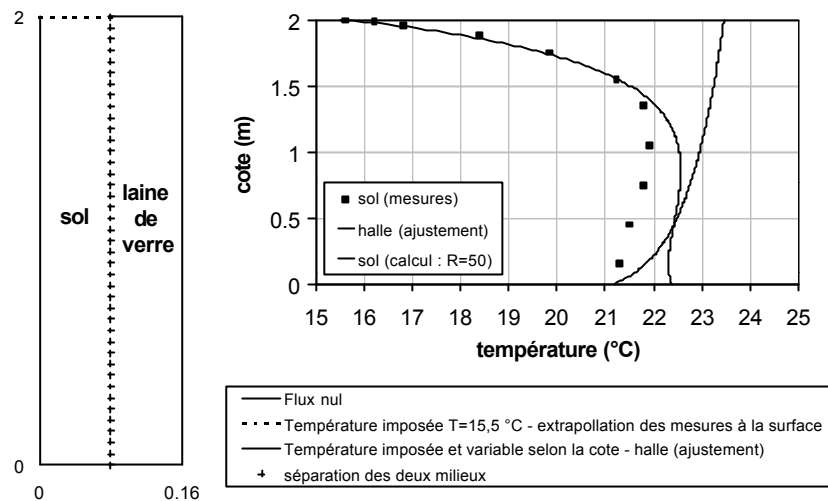 2
0
0
0.16
sol
laine
de
verre
2
1.5
1
0.5
0
cote (m)
15 16 17 18 19 20 21 22 23 24 25
température (°C)
sol (mesures)
halle (ajustement)
sol (calcul : R=50)
Flux nul
Température imposée T=15,5 °C - extrapollation des mesures à la surface
Température imposée et variable selon la cote - halle (ajustement)
séparation des deux milieux